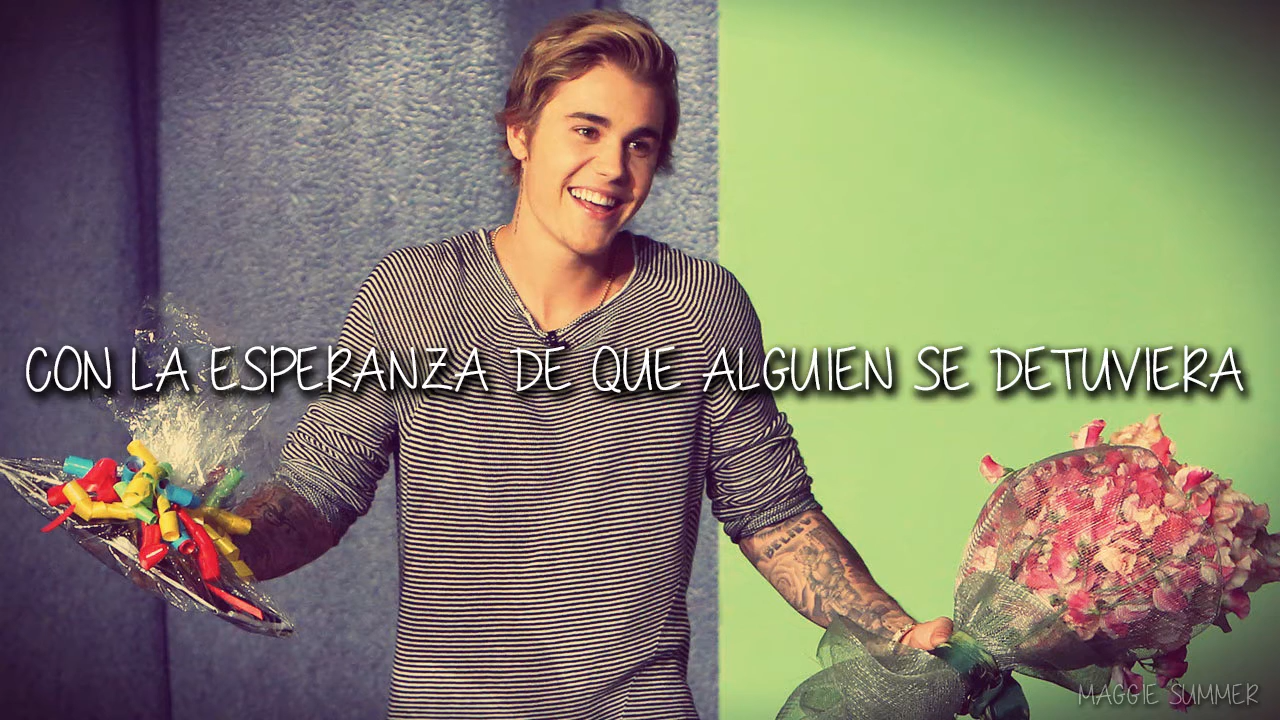 CON LA ESPERANZA DE QUE ALGUIEN SE DETUVIERA
MAGGIE SUMMER